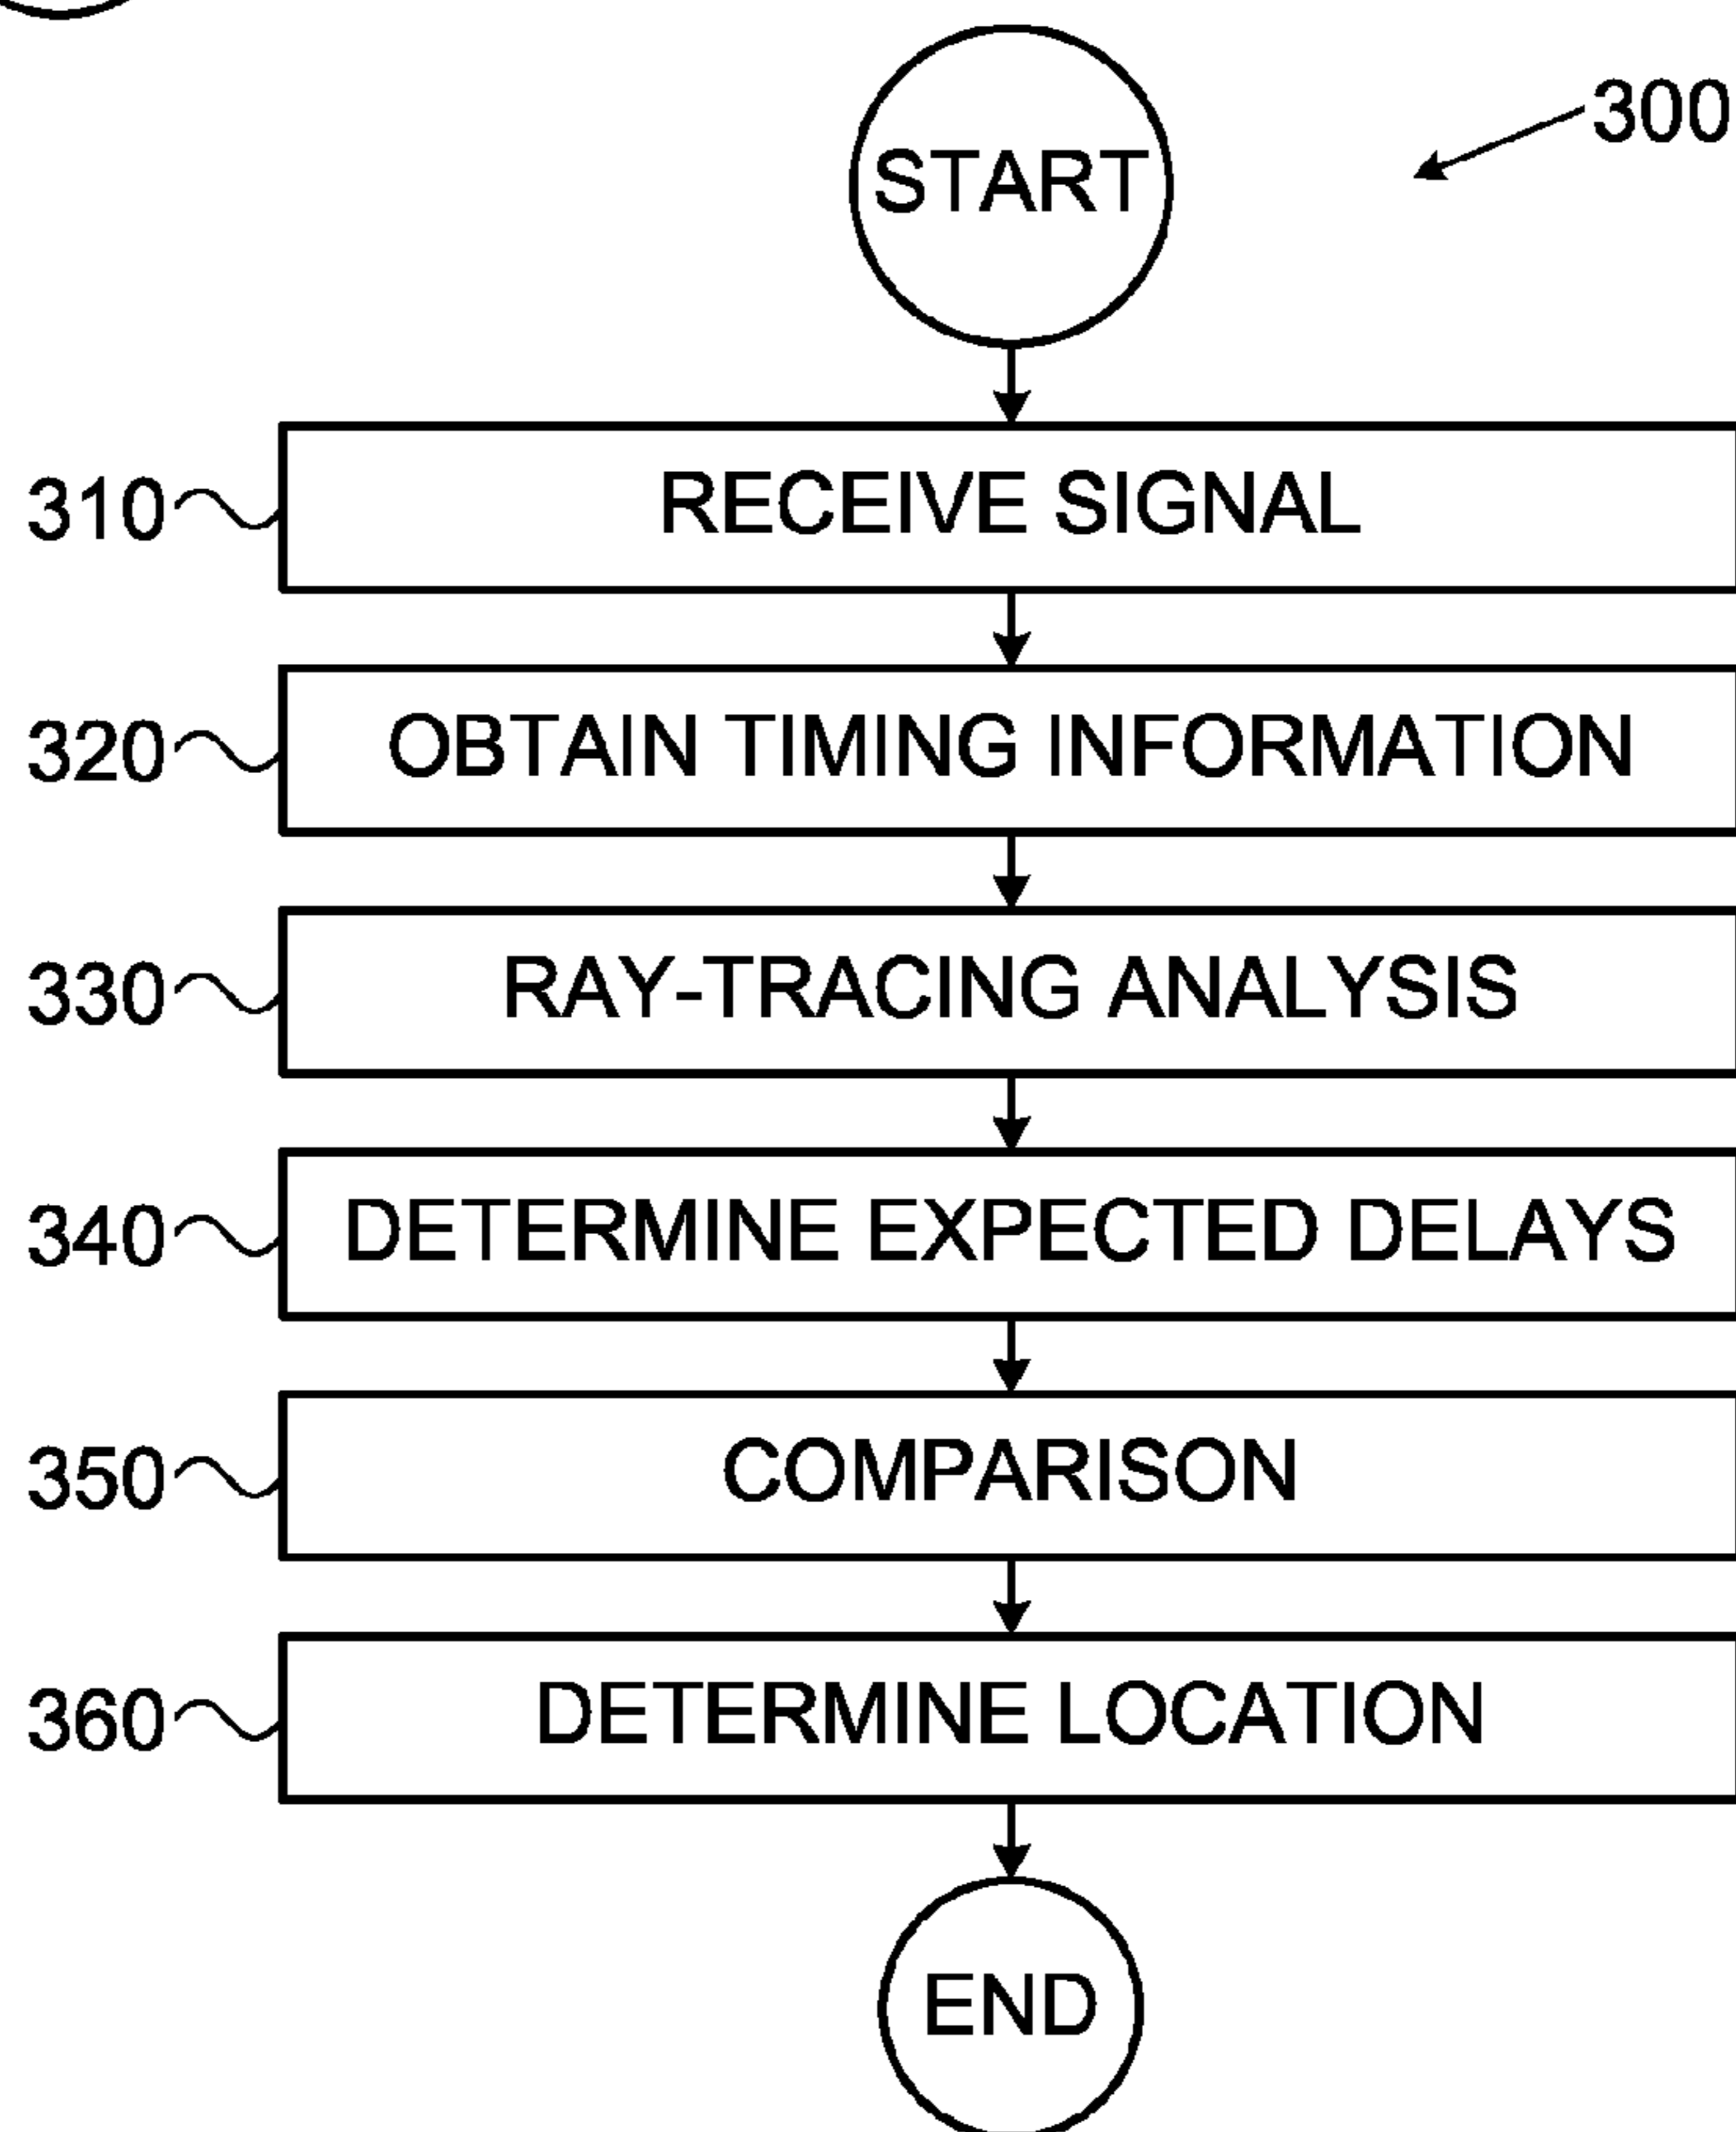 START
300
310
RECEIVE SIGNAL
320
OBTAIN TIMING INFORMATION
330
RAY-TRACING ANALYSIS
340
DETERMINE EXPECTED DELAYS
350
COMPARISON
360
DETERMINE LOCATION
END